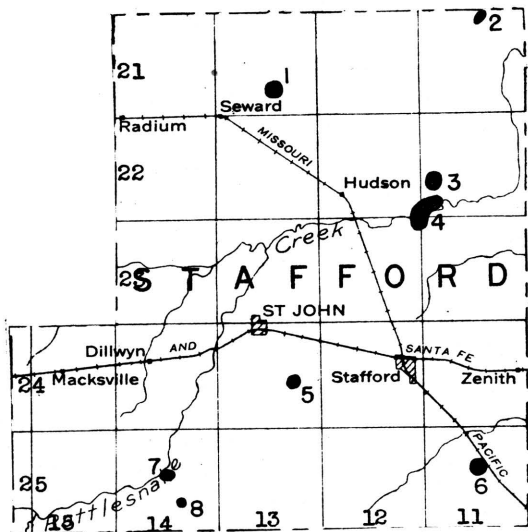 2
21
1
Seward
Radium
MISSOURI
22
Hudson
3
4
Creek
STAFFORD
ST JOHN
Dillwyn
AND
SANTA FE
24
Macksville
Stafford
Zenith
5
PACIFIC
7
6
25
Rattlesnake
8
14
13
12
11